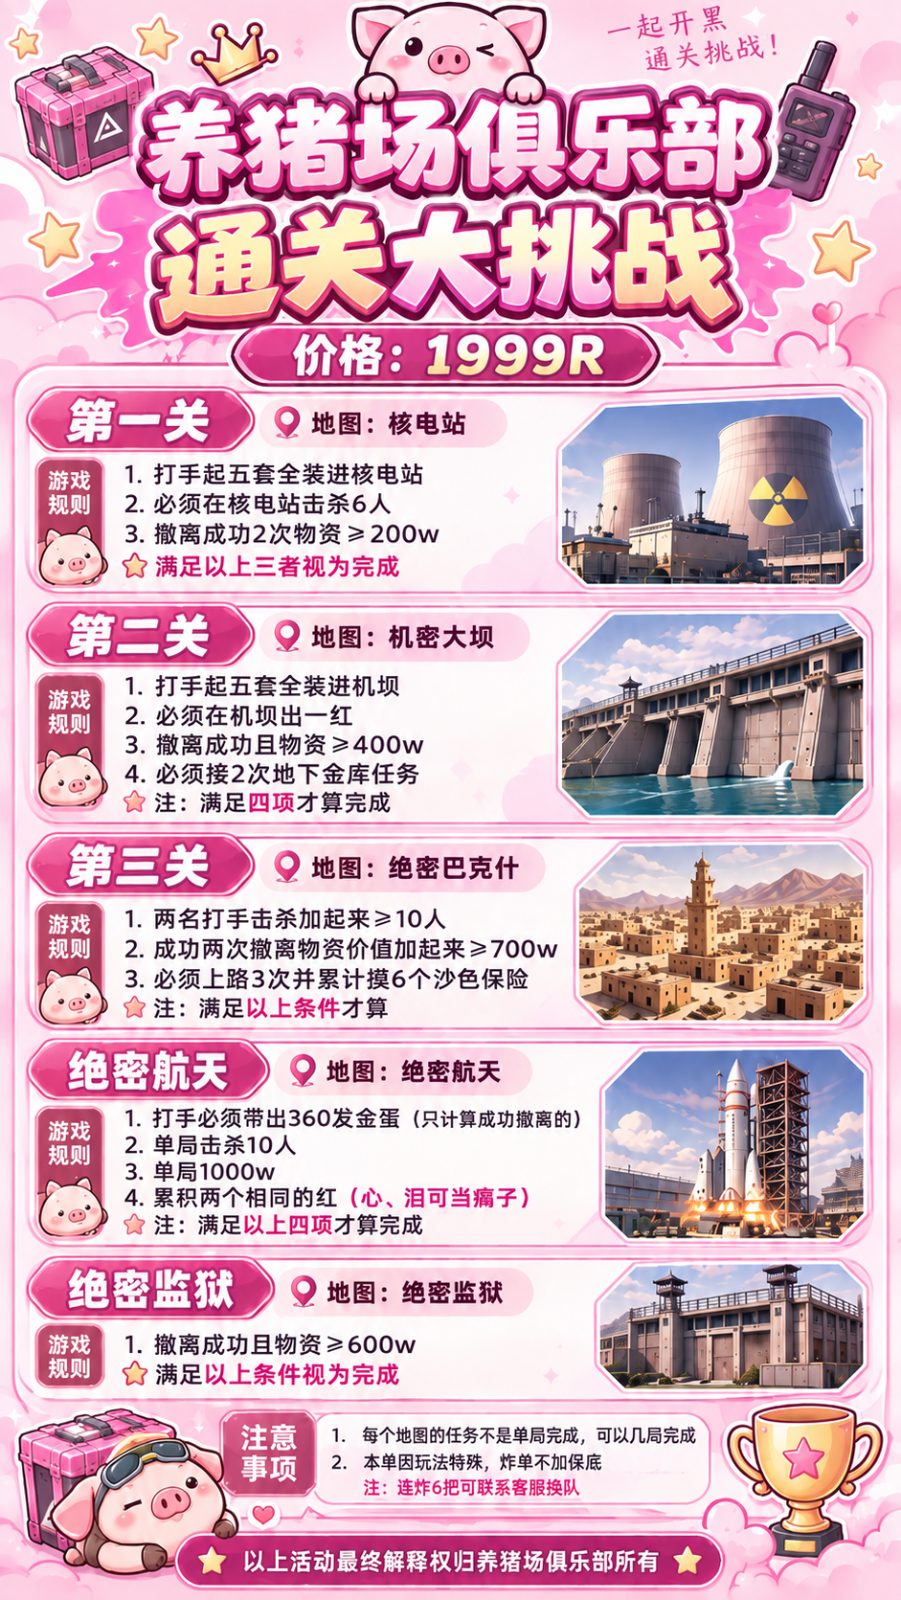 一起开黑
通关挑战！
养猪场俱乐部
通关大挑战
价格：1999R
第一关
地图：核电站
游戏
规则
1. 打手起五套全装进核电站
2. 必须在核电站击杀6人
3. 撤离成功2次物资≥200w
满足以上三者视为完成
第二关
地图：机密大坝
游戏
规则
1. 打手起五套全装进机坝
2. 必须在机坝出一红
3. 撤离成功且物资≥400w
4. 必须接2次地下金库任务
注：满足四项才算完成
第三关
地图：绝密巴克什
游戏
规则
1. 两名打手击杀加起来≥10人
2. 成功两次撤离物资价值加起来≥700w
3. 必须上路3次并累计摸6个沙色保险
注：满足以上条件才算
绝密航天
地图：绝密航天
游戏
规则
1. 打手必须带出360发金蛋（只计算成功撤离的）
2. 单局击杀10人
3. 单局1000w
4. 累积两个相同的红（心、泪可当瘸子）
注：满足以上四项才算完成
绝密监狱
地图：绝密监狱
游戏
规则
1. 撤离成功且物资≥600w
满足以上条件视为完成
注意
事项
1. 每个地图的任务不是单局完成，可以几局完成
2. 本单因玩法特殊，炸单不加保底
注：连炸6把可联系客服换队
以上活动最终解释权归养猪场俱乐部所有